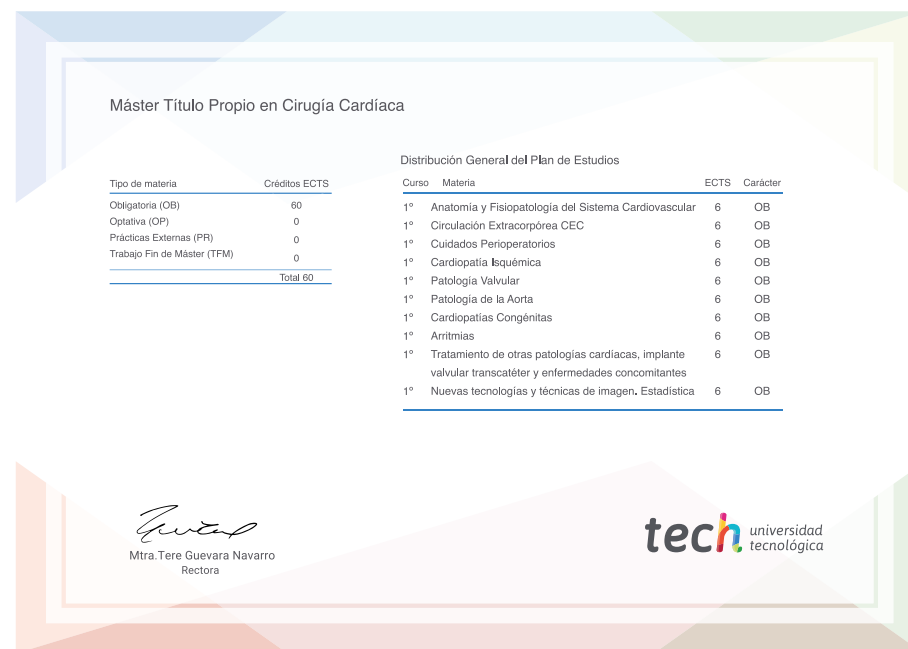 Máster Título Propio en Cirugía Cardíaca
Tipo de materia Créditos ECTS
Obligatoria (OB) 60
Optativa (OP) 0
Prácticas Externas (PR) 0
Trabajo Fin de Máster (TFM) 0
Total 60
Distribución General del Plan de Estudios
Curso Materia ECTS Carácter
1º Anatomía y Fisiopatología del Sistema Cardiovascular 6 OB
1º Circulación Extracorpórea CEC 6 OB
1º Cuidados Perioperatorios 6 OB
1º Cardiopatía Isquémica 6 OB
1º Patología Valvular 6 OB
1º Patología de la Aorta 6 OB
1º Cardiopatías Congénitas 6 OB
1º Arritmias 6 OB
1º Tratamiento de otras patologías cardíacas, implante 6 OB
valvular transcatéter y enfermedades concomitantes
1º Nuevas tecnologías y técnicas de imagen. Estadística 6 OB
Mtra.Tere Guevara Navarro
Rectora
tech universidad
tecnológica